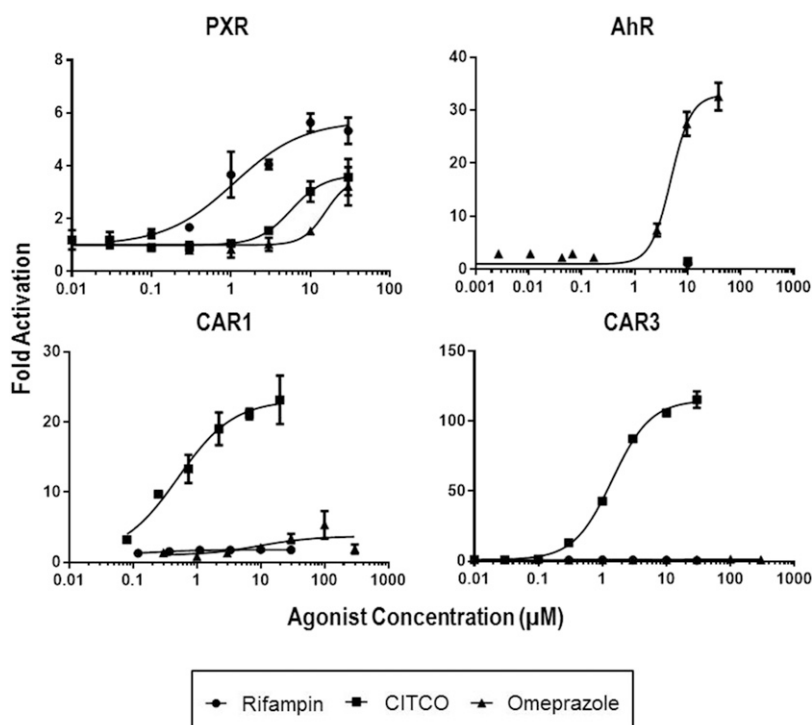 PXR
8
6
4
2
0
0.01 0.1 1 10 100
AhR
40
30
20
10
0
0.001 0.01 0.1 1 10 100 1000
CAR1
30
20
10
0
0.01 0.1 1 10 100 1000
CAR3
150
100
50
0
0.01 0.1 1 10 100 1000
Fold Activation
Agonist Concentration (µM)
Rifampin CITCO Omeprazole